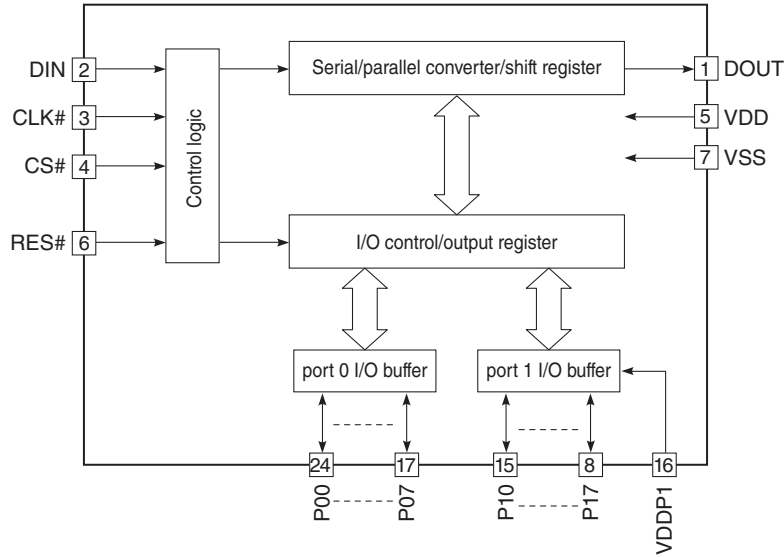 DIN 2
Serial/parallel converter/shift register
1 DOUT
CLK# 3
5 VDD
CS# 4
7 VSS
Control logic
RES# 6
I/O control/output register
port 0 I/O buffer
port 1 I/O buffer
24 17 15 8 16
P00 P07 P10 P17 VDDP1